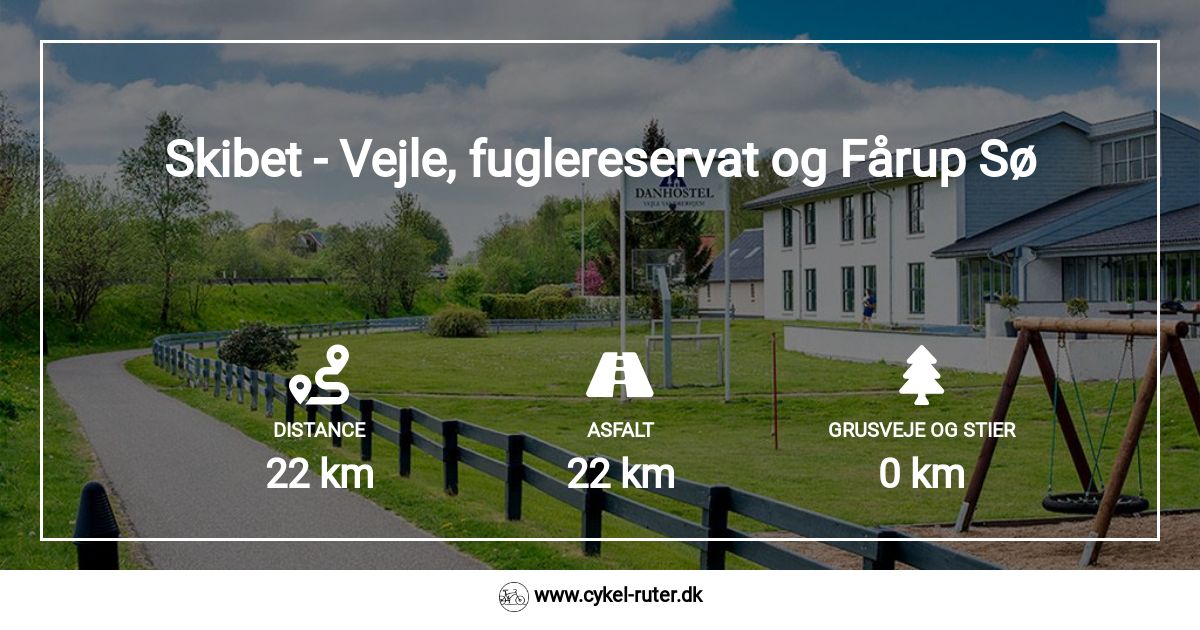 Skibet - Vejle, fuglereservat og Fårup Sø
DANHOSTEL
VEJLE VANDRERHJEM
DISTANCE
ASFALT
GRUSVEJE OG STIER
22 km
22 km
0 km
www.cykel-ruter.dk